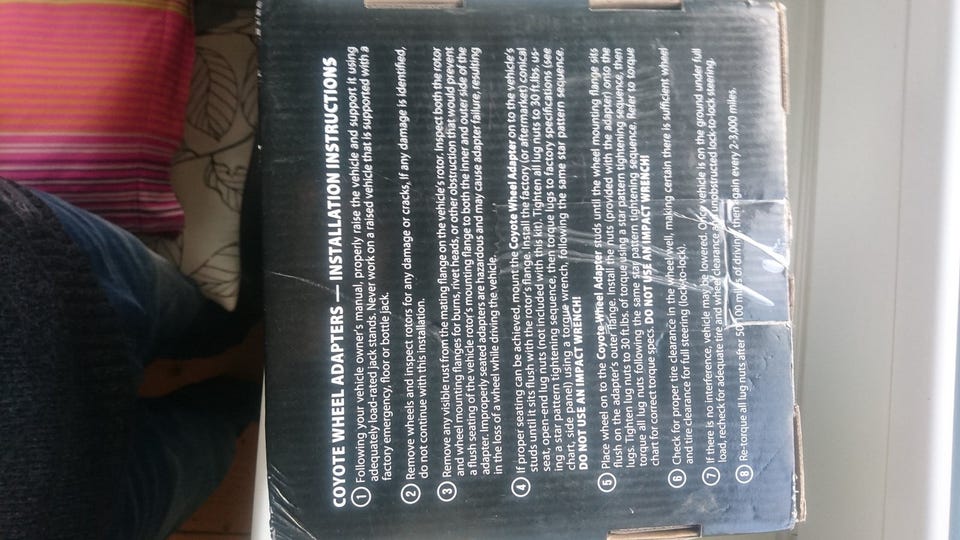 COYOTE WHEEL ADAPTERS — INSTALLATION INSTRUCTIONS
1 Following your vehicle owner's manual, properly raise the vehicle and support it using
adequately load-rated jack stands. Never work on a raised vehicle that is supported with a
factory emergency, floor or bottle jack.
2 Remove wheels and inspect rotors for any damage or cracks, If any damage is identified,
do not continue with this installation.
3 Remove any visible rust from the mating flange on the vehicle's rotor. Inspect both the rotor
and wheel mounting flanges for burns, rivet heads, or other obstruction that would prevent
a flush seating of the vehicle rotor's mounting flange to both the inner and outer side of the
adapter. Improperly seated adapters are hazardous and may cause adapter failure, resulting
in the loss of a wheel while driving the vehicle.
4 If proper seating can be achieved, mount the Coyote Wheel Adapter on to the vehicle's
studs until it sits flush with the rotor's flange. Install the factory (or aftermarket) conical
seat, open-end lug nuts (not included with this kit). Tighten all lug nuts to 30 ft.lbs, us-
ing a star pattern tightening sequence, then torque lugs to factory specifications (see
chart, side panel) using a torque wrench, following the same star pattern sequence.
DO NOT USE AN IMPACT WRENCH!
5 Place wheel on to the Coyote Wheel Adapter studs until the wheel mounting flange sits
flush on the adapter's outer flange. Install the nuts (provided with the adapter) onto the
lugs. Tighten lug nuts to 30 ft.lbs. of torque using a star pattern tightening sequence, then
torque all lug nuts following the same star pattern tightening sequence. Refer to torque
chart for correct torque specs. DO NOT USE AN IMPACT WRENCH!
6 Check for proper tire clearance in the wheel well, making certain there is sufficient wheel
and tire clearance for full steering (lock-to-lock).
7 If there is no interference, vehicle may be lowered. Once vehicle is on the ground under full
load, recheck for adequate tire and wheel clearance and unobstructed lock-to-lock steering.
8 Re-torque all lug nuts after 50-100 miles of driving, then again every 2-3,000 miles.